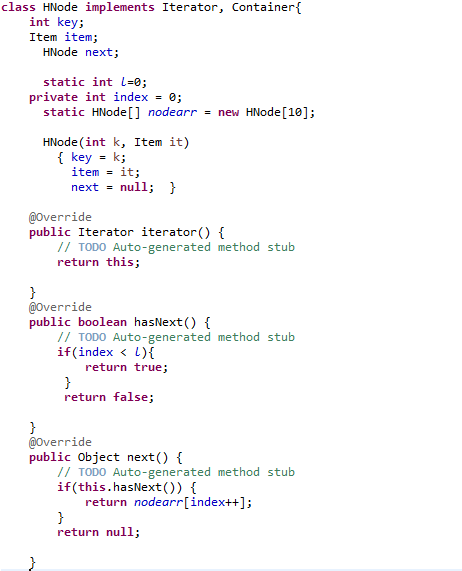 class HNode implements Iterator, Container{
    int key;
    Item item;
      HNode next;

      static int l=0;
    private int index = 0;
      static HNode[] nodearr = new HNode[10];

      HNode(int k, Item it)
        { key = k;
          item = it;
          next = null;  }

    @Override
    public Iterator iterator() {
        // TODO Auto-generated method stub
        return this;

    }
    @Override
    public boolean hasNext() {
        // TODO Auto-generated method stub
        if(index < l){
            return true;
         }
         return false;

    }
    @Override
    public Object next() {
        // TODO Auto-generated method stub
        if(this.hasNext()) {
            return nodearr[index++];
        }
        return null;

    }